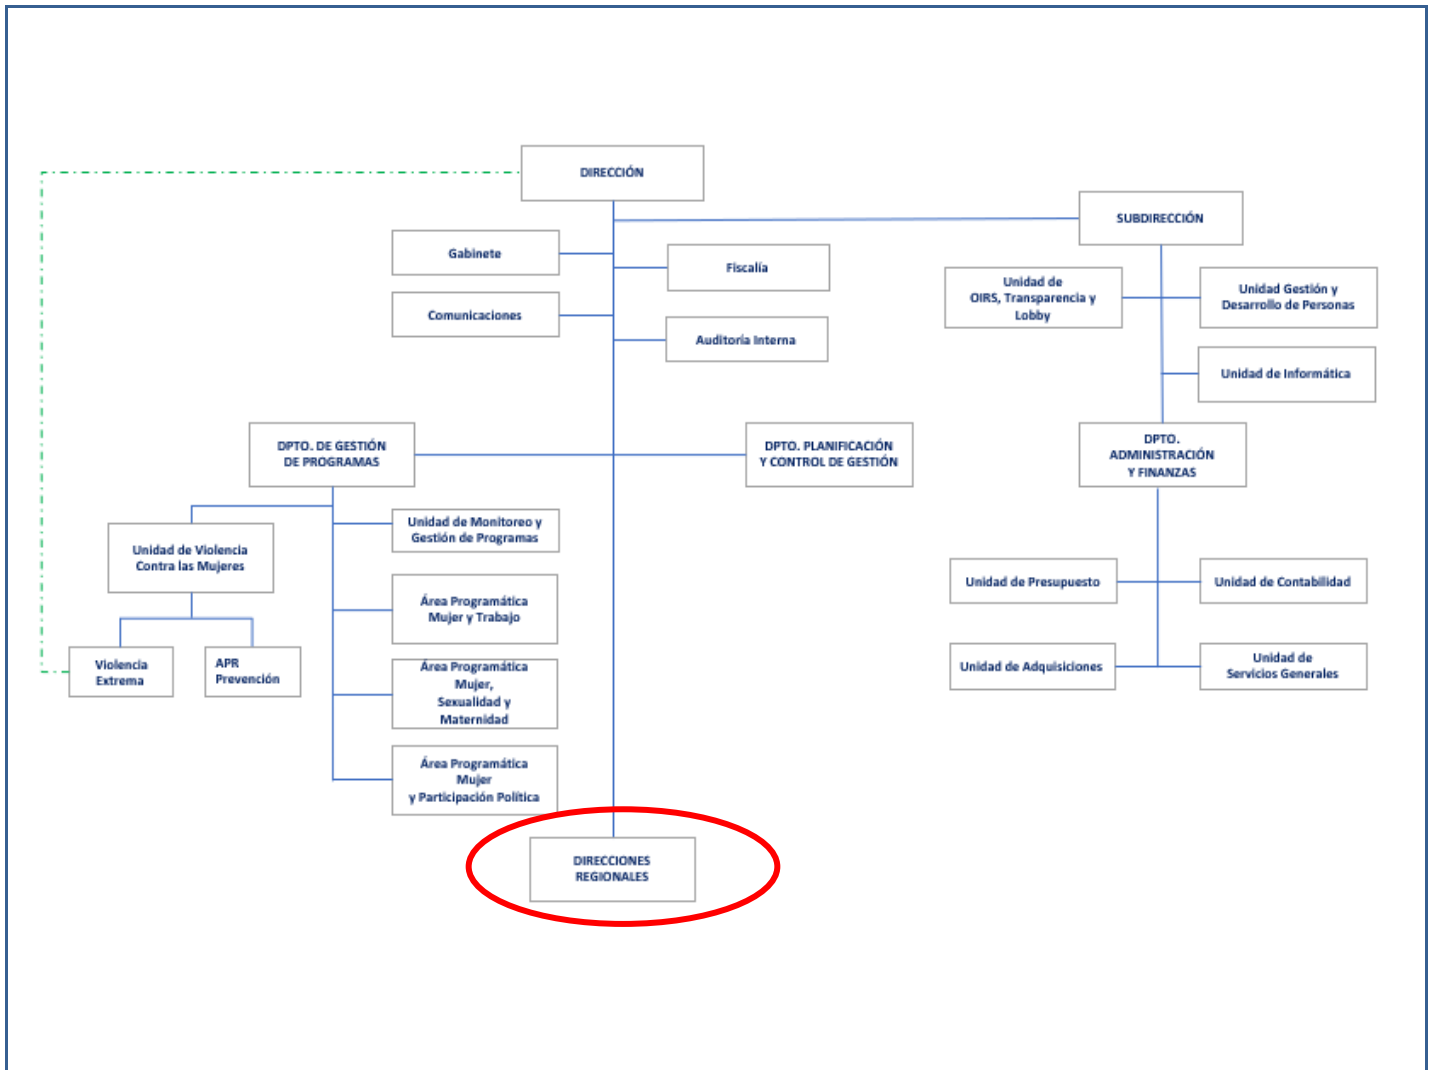 DIRECCIÓN
SUBDIRECCIÓN
Gabinete
Fiscalía
Comunicaciones
Auditoría Interna
Unidad de
OIRS, Transparencia y
Lobby
Unidad Gestión y
Desarrollo de Personas
Unidad de Informática
DPTO. DE GESTIÓN
DE PROGRAMAS
DPTO. PLANIFICACIÓN
Y CONTROL DE GESTIÓN
DPTO.
ADMINISTRACIÓN
Y FINANZAS
Unidad de Violencia
Contra las Mujeres
Unidad de Monitoreo y
Gestión de Programas
Área Programática
Mujer y Trabajo
Violencia
Extrema
APR
Prevención
Área Programática
Mujer,
Sexualidad y
Maternidad
Área Programática
Mujer
y Participación Política
Unidad de Presupuesto
Unidad de Contabilidad
Unidad de Adquisiciones
Unidad de
Servicios Generales
DIRECCIONES
REGIONALES